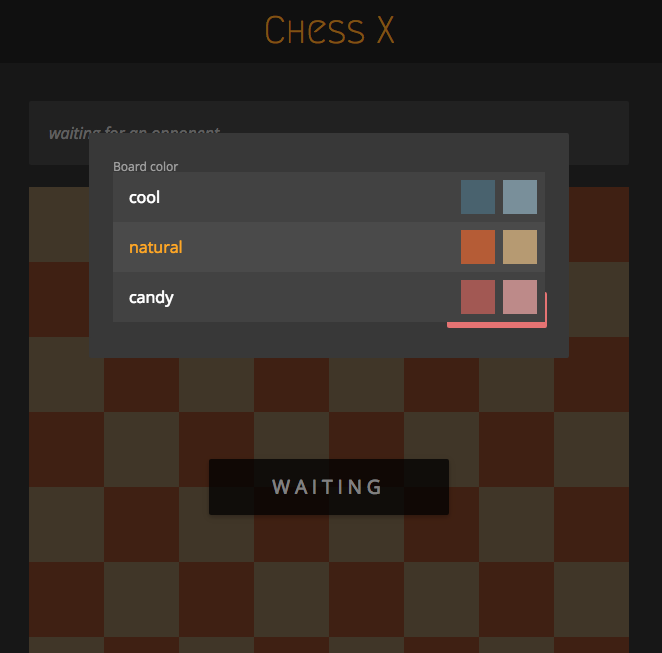 Chess X
waiting for an opponent
Board color
cool
natural
candy
WAITING